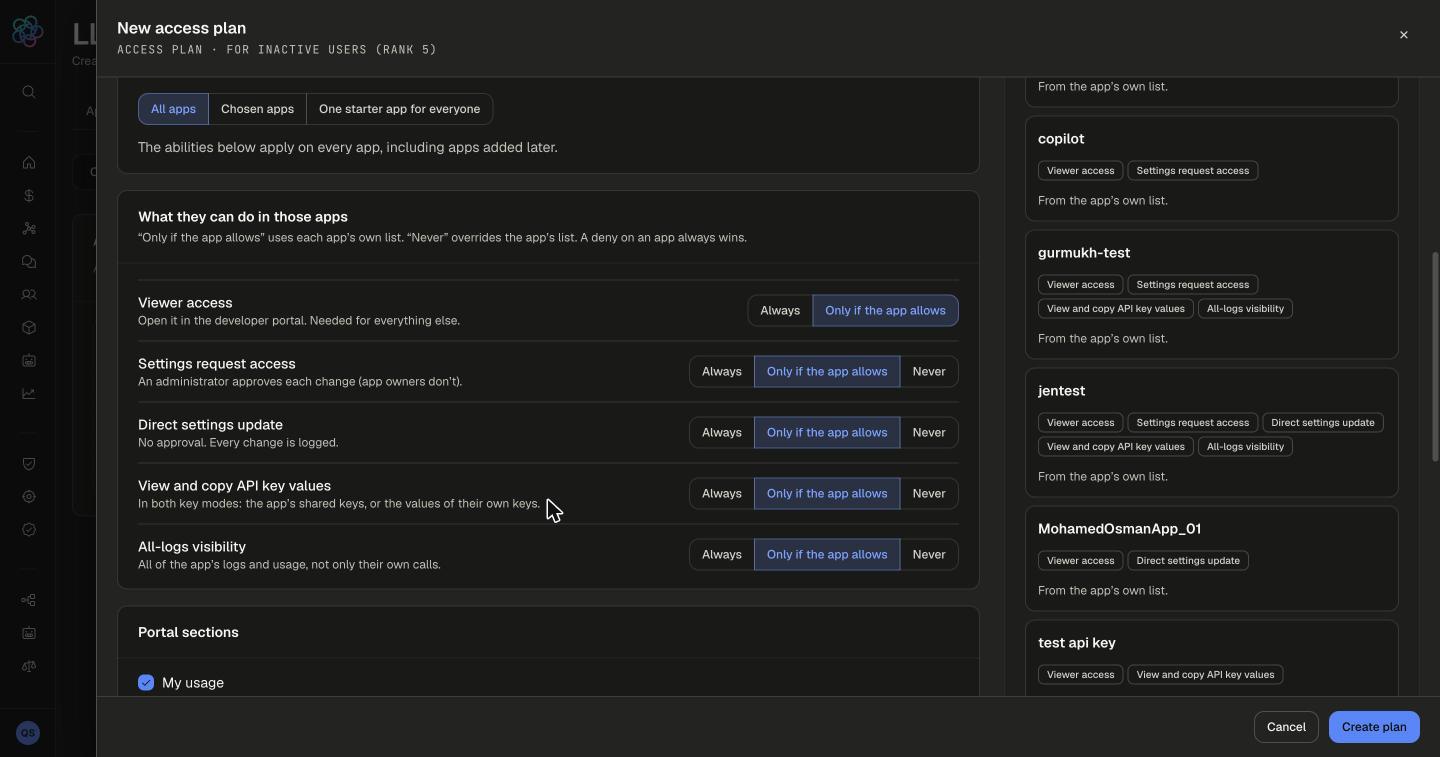 New access plan
ACCESS PLAN · FOR INACTIVE USERS (RANK 5)
All apps
Chosen apps
One starter app for everyone
The abilities below apply on every app, including apps added later.
What they can do in those apps
“Only if the app allows” uses each app’s own list. “Never” overrides the app’s list. A deny on an app always wins.
Viewer access
Open it in the developer portal. Needed for everything else.
Always
Only if the app allows
Settings request access
An administrator approves each change (app owners don’t).
Always
Only if the app allows
Never
Direct settings update
No approval. Every change is logged.
Always
Only if the app allows
Never
View and copy API key values
In both key modes: the app’s shared keys, or the values of their own keys.
Always
Only if the app allows
Never
All-logs visibility
All of the app’s logs and usage, not only their own calls.
Always
Only if the app allows
Never
Portal sections
My usage
From the app’s own list.
copilot
Viewer access
Settings request access
From the app’s own list.
gurmukh-test
Viewer access
Settings request access
View and copy API key values
All-logs visibility
From the app’s own list.
jentest
Viewer access
Settings request access
Direct settings update
View and copy API key values
All-logs visibility
From the app’s own list.
MohamedOsmanApp_01
Viewer access
Direct settings update
From the app’s own list.
test api key
Viewer access
View and copy API key values
Cancel
Create plan
QS